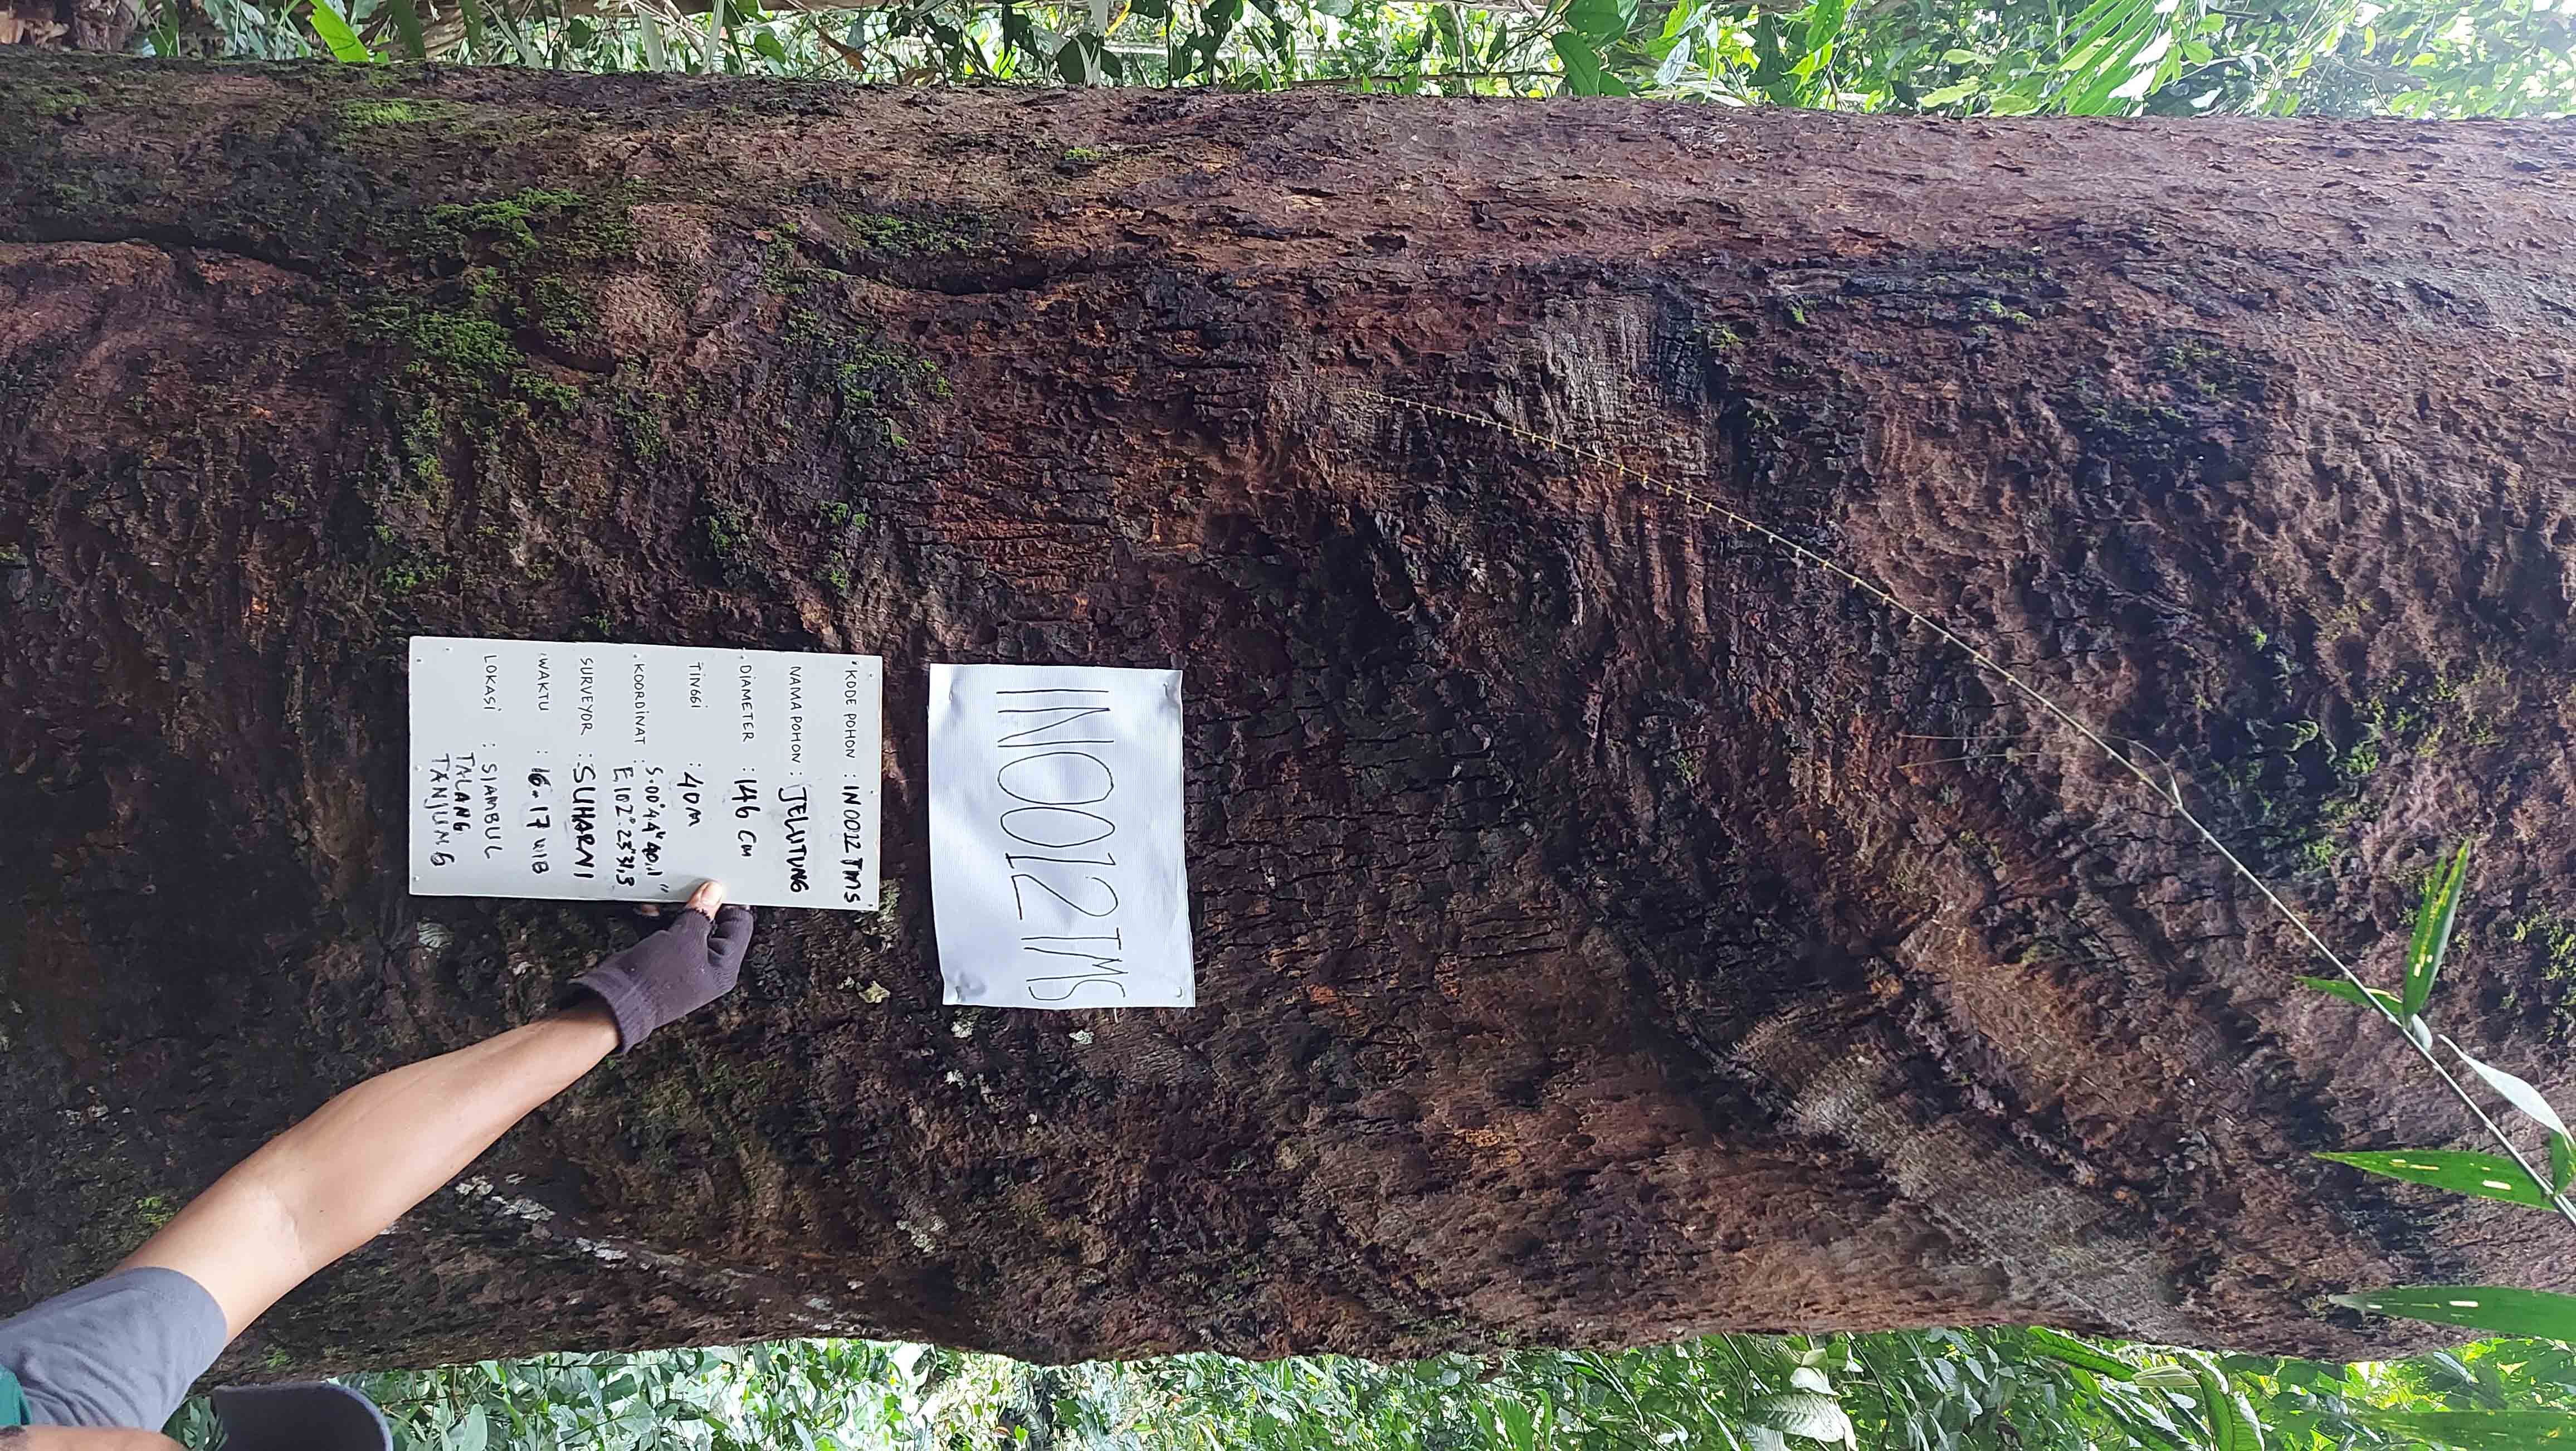 IN0012TMS
KODE POHON : IN0012 TMS
NAMA POHON : JELUTUNG
DIAMETER : 146 CM
TINGGI : 40M
KOORDINAT : S.00°44"40,1"
E102°.23"31,3
SURVEYOR : SUHARNI
WAKTU : 16.17 WIB
LOKASI : SIAMBUL
TALANG
TANJUNG